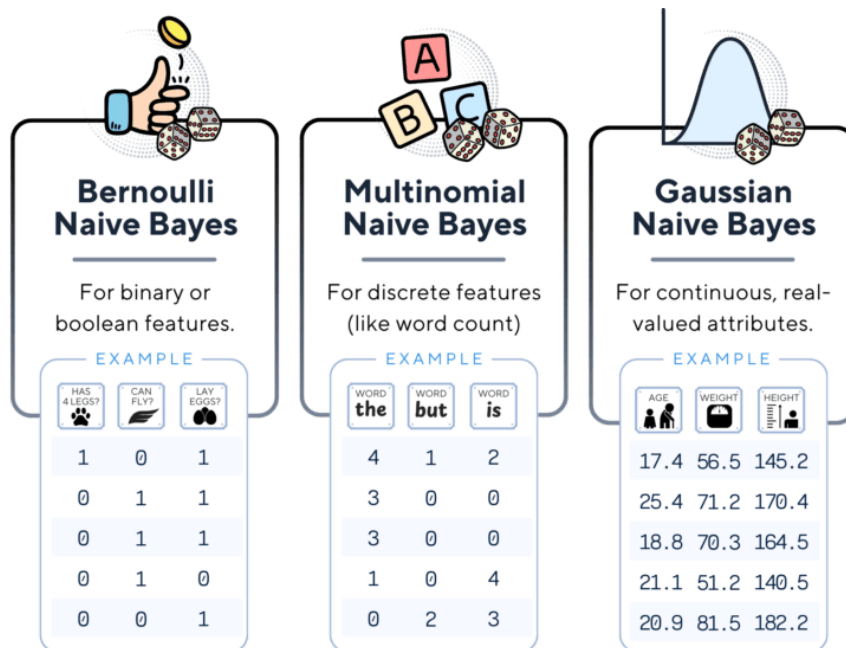 A
B
C
Bernoulli
Naive Bayes
For binary or
boolean features.
EXAMPLE
HAS
4 LEGS?
CAN
FLY?
LAY
EGGS?
1 0 1
0 1 1
0 1 1
0 1 0
0 0 1
Multinomial
Naive Bayes
For discrete features
(like word count)
EXAMPLE
WORD
the
WORD
but
WORD
is
4 1 2
3 0 0
3 0 0
1 0 4
0 2 3
Gaussian
Naive Bayes
For continuous, real-
valued attributes.
EXAMPLE
AGE
WEIGHT
HEIGHT
17.4 56.5 145.2
25.4 71.2 170.4
18.8 70.3 164.5
21.1 51.2 140.5
20.9 81.5 182.2